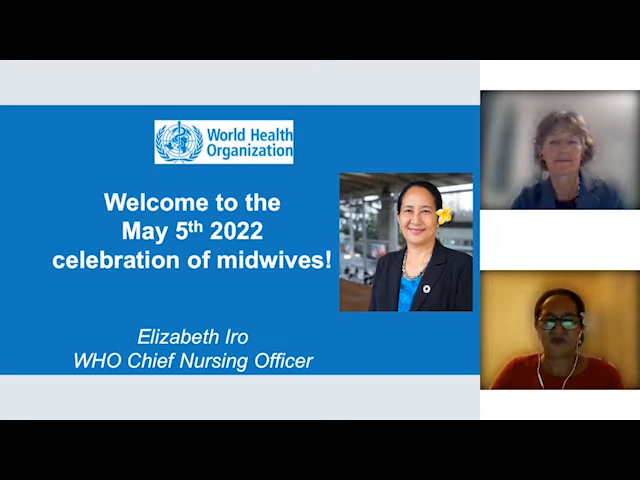 World Health
Organization
Welcome to the
May 5th 2022
celebration of midwives!
Elizabeth Iro
WHO Chief Nursing Officer